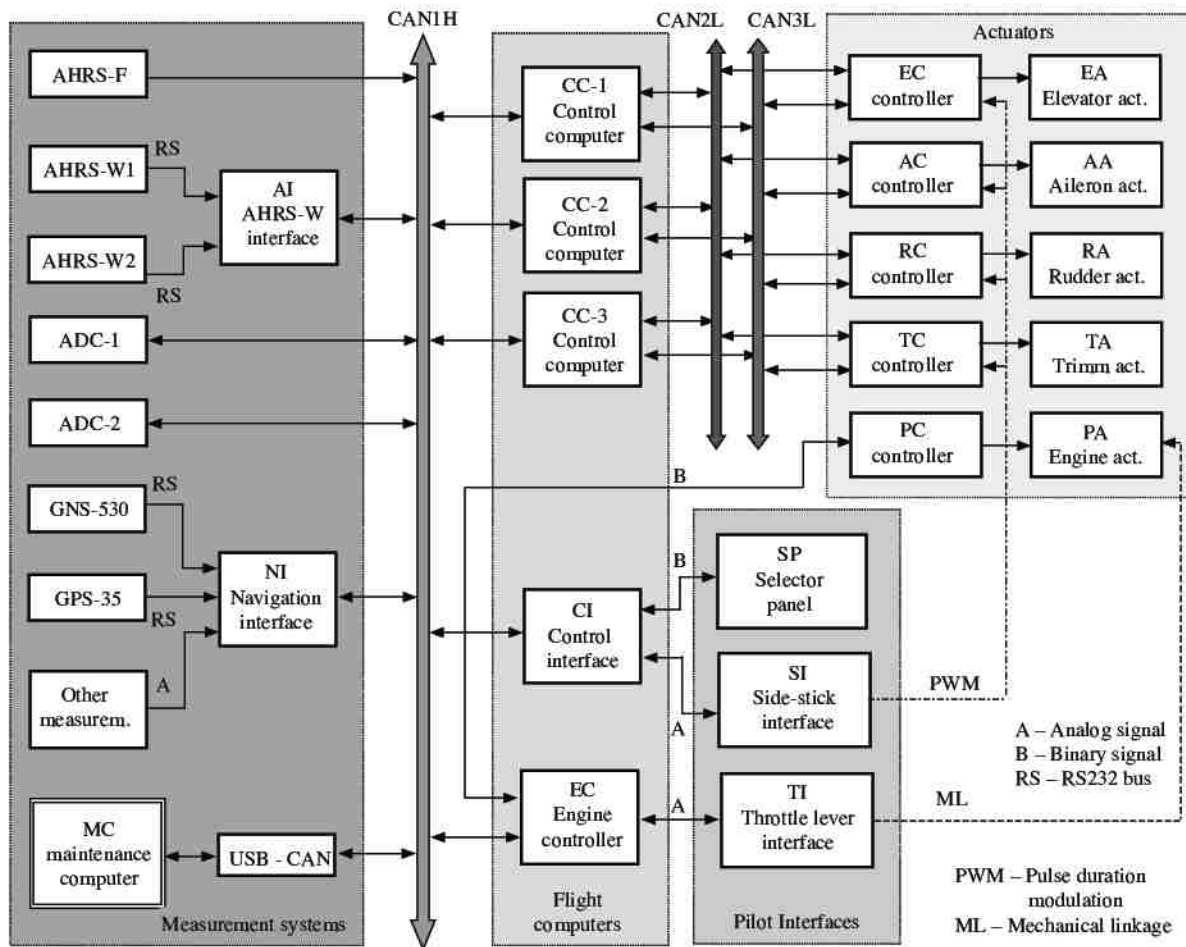 CAN1H
CAN2L
CAN3L
AHRS-F
RS
AHRS-W1
AI
AHRS-W
interface
AHRS-W2
RS
ADC-1
ADC-2
RS
GNS-530
NI
Navigation
interface
GPS-35
RS
A
Other
measurem.
MC
maintenance
computer
USB - CAN
Measurement systems
CC-1
Control
computer
CC-2
Control
computer
CC-3
Control
computer
B
B
CI
Control
interface
A
EC
Engine
controller
A
Flight
computers
SP
Selector
panel
SI
Side-stick
interface
TI
Throttle lever
interface
Pilot Interfaces
Actuators
EC
controller
EA
Elevator act.
AC
controller
AA
Aileron act.
RC
controller
RA
Rudder act.
TC
controller
TA
Trimm act.
PC
controller
PA
Engine act.
PWM
A – Analog signal
B – Binary signal
RS – RS232 bus
ML
PWM – Pulse duration
modulation
ML – Mechanical linkage